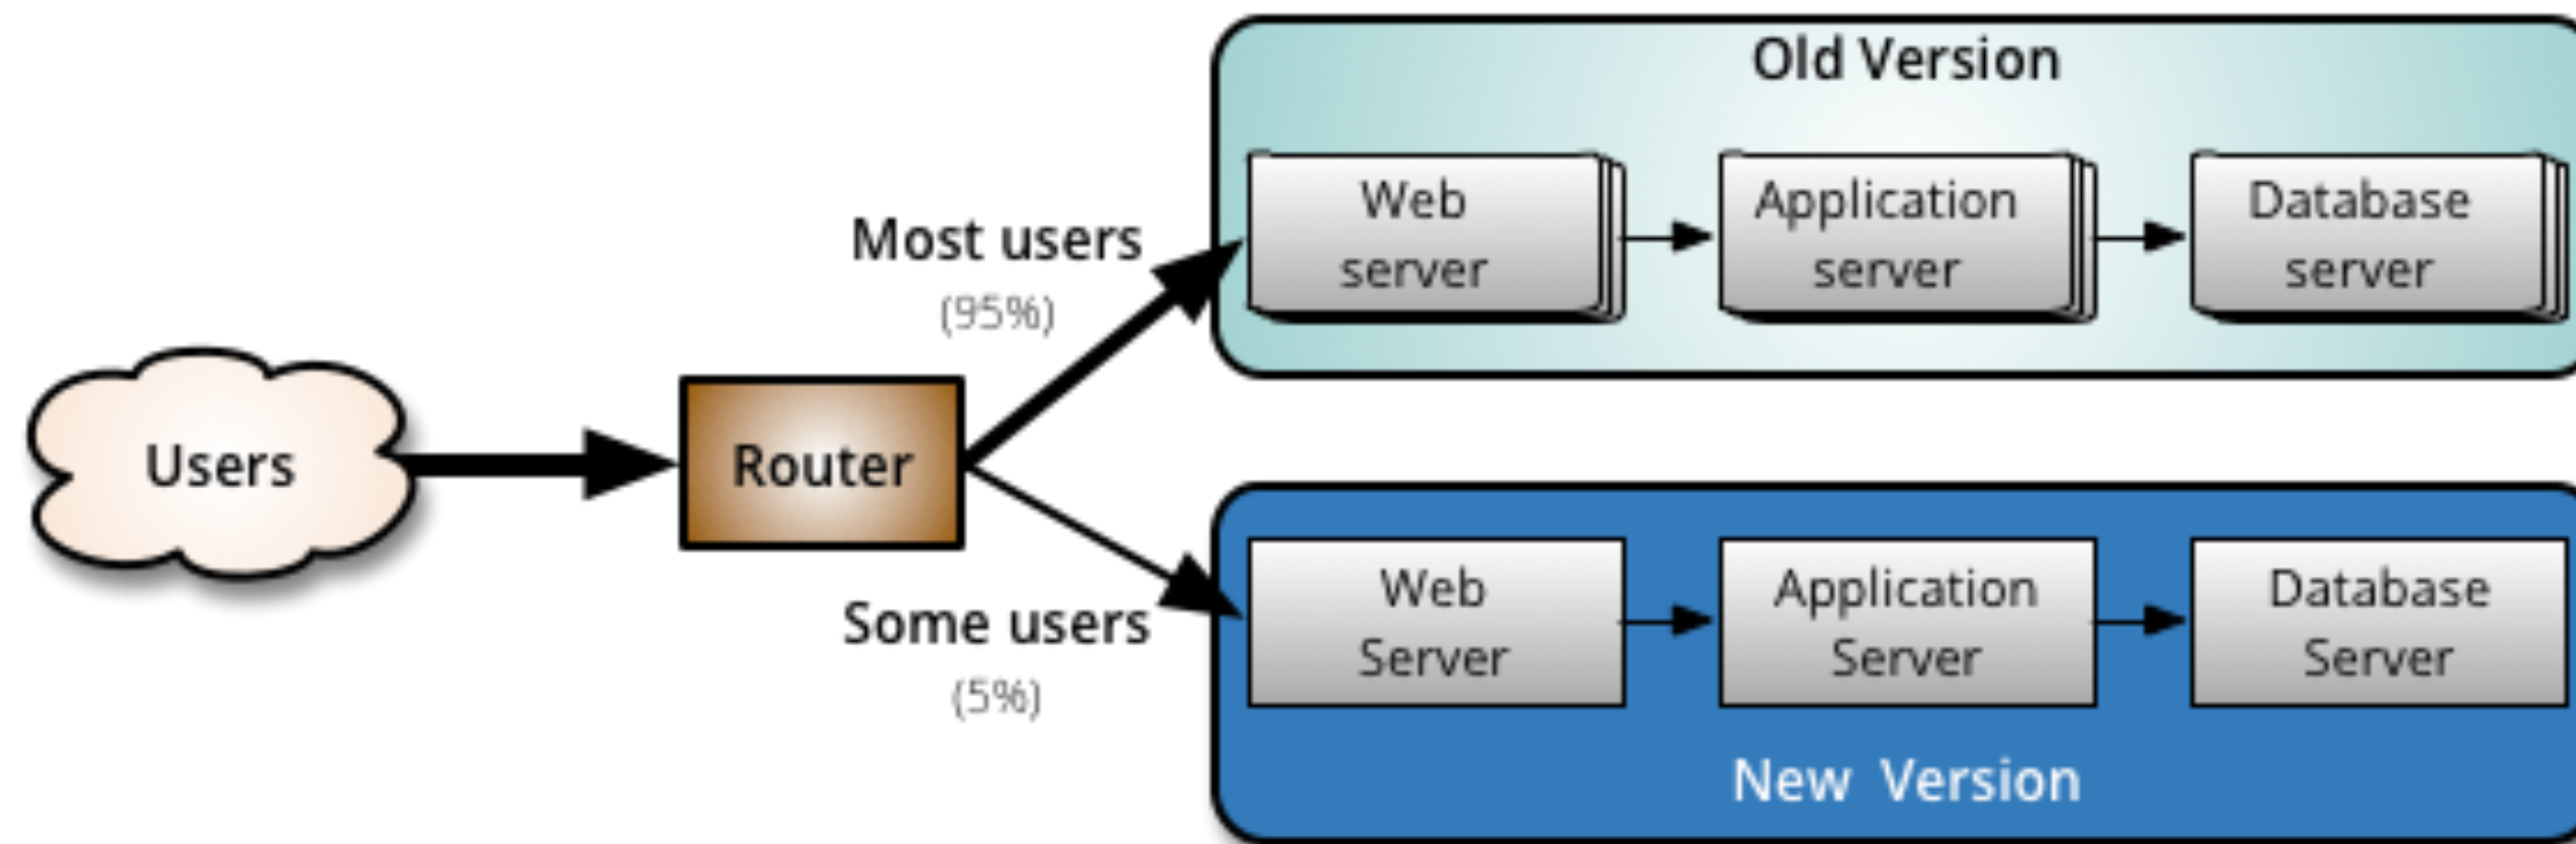 Old Version
Web
server
Application
server
Database
server
Most users
(95%)
Users
Router
Some users
(5%)
Web
Server
Application
Server
Database
Server
New Version